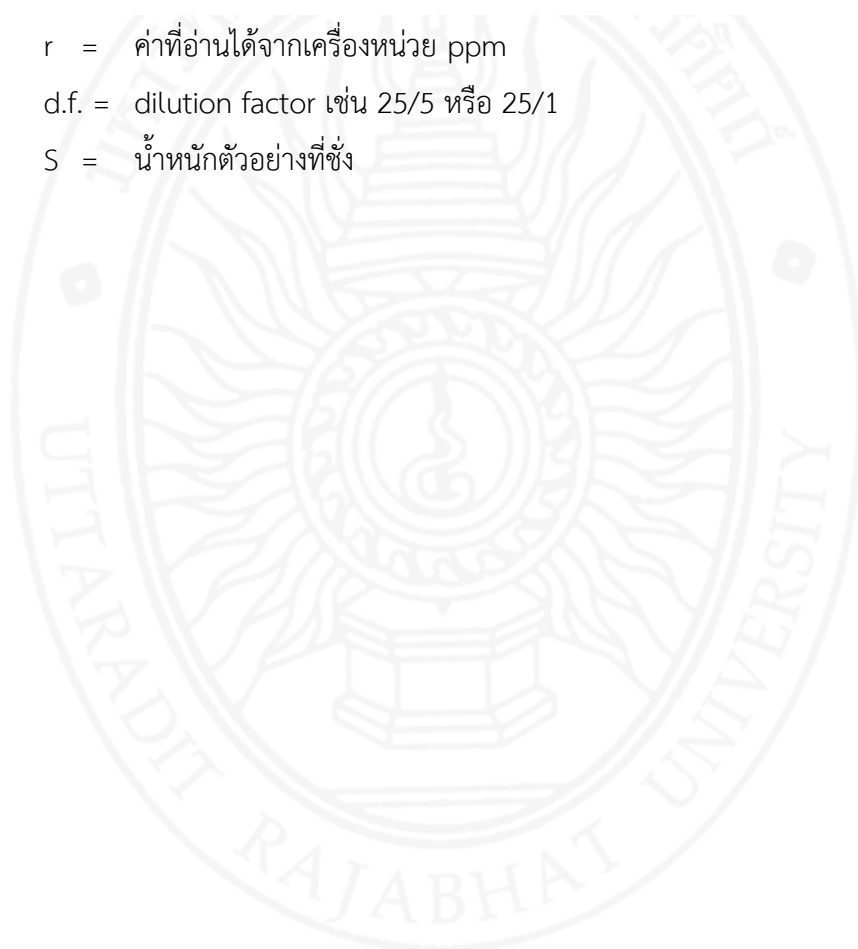 r = ค่าที่อ่านได้จากเครื่องหน่วย ppm
d.f. = dilution factor เช่น 25/5 หรือ 25/1
S = น้ำหนักตัวอย่างที่ชั่ง
UTTARADIT RAJABHAT UNIVERSITY